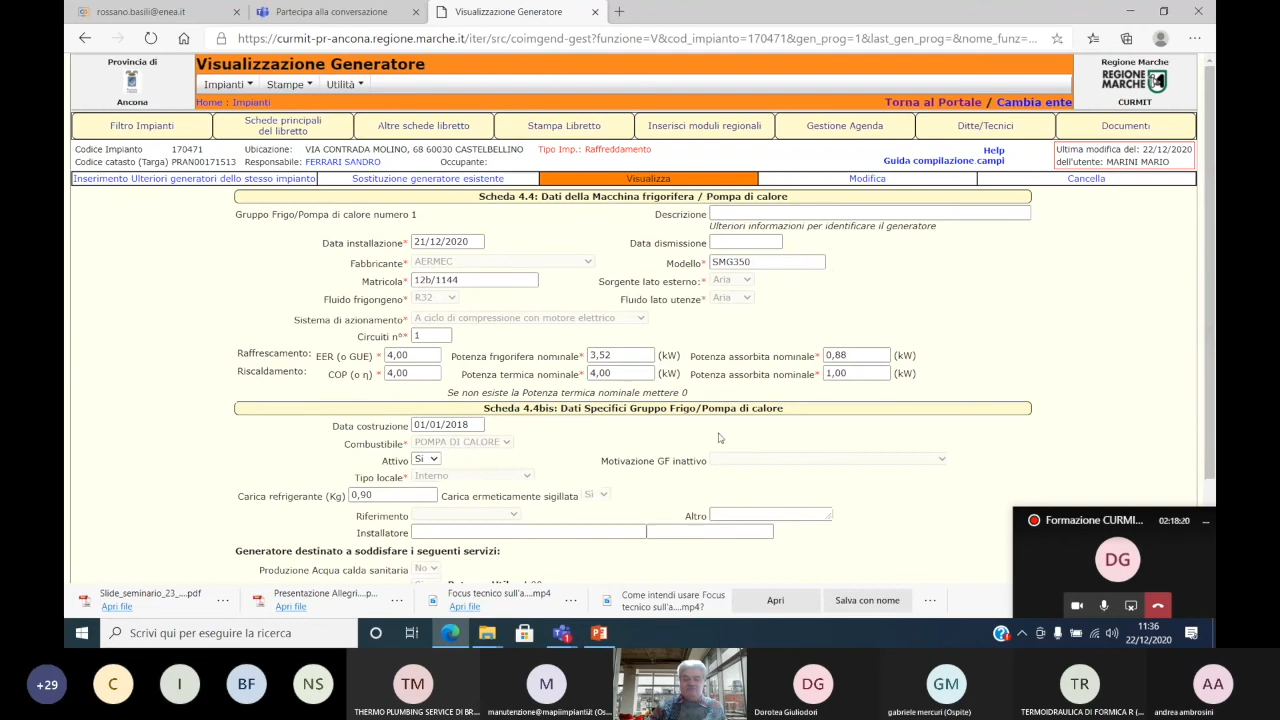 rossano.basili@enea.it
Partecipa alla conversazione
Visualizzazione Generatore
https://curmit-pr-ancona.regione.marche.it/iter/src/coimgend-gest?funzione=V&cod_impianto=170471&gen_prog=1&last_gen_prog=&nome_funz=...
Provincia di
Ancona
Visualizzazione Generatore
Impianti Stampe Utilità
Home : Impianti
Torna al Portale / Cambia ente
Regione Marche
REGIONE
MARCHE
CURMIT
Filtro Impianti
Schede principali
del libretto
Altre schede libretto
Stampa Libretto
Inserisci moduli regionali
Gestione Agenda
Ditte/Tecnici
Documenti
Codice Impianto 170471 Ubicazione: VIA CONTRADA MOLINO, 68 60030 CASTELBELLINO Tipo Imp.: Raffreddamento
Codice catasto (Targa) PRAN00171513 Responsabile: FERRARI SANDRO Occupante:
Help
Guida compilazione campi
Ultima modifica del: 22/12/2020
dell'utente: MARINI MARIO
Inserimento Ulteriori generatori dello stesso impianto
Sostituzione generatore esistente
Visualizza
Modifica
Cancella
Scheda 4.4: Dati della Macchina frigorifera / Pompa di calore
Gruppo Frigo/Pompa di calore numero 1 Descrizione
Ulteriori informazioni per identificare il generatore
Data installazione* 21/12/2020 Data dismissione
Fabbricante* AERMEC Modello* SMG350
Matricola* 12b/1144 Sorgente lato esterno:* Aria
Fluido frigorigeno* R32 Fluido lato utenze* Aria
Sistema di azionamento* A ciclo di compressione con motore elettrico
Circuiti n°* 1
Raffrescamento: EER (o GUE) * 4,00 Potenza frigorifera nominale* 3,52 (kW) Potenza assorbita nominale* 0,88 (kW)
Riscaldamento: COP (o η) * 4,00 Potenza termica nominale* 4,00 (kW) Potenza assorbita nominale* 1,00 (kW)
Se non esiste la Potenza termica nominale mettere 0
Scheda 4.4bis: Dati Specifici Gruppo Frigo/Pompa di calore
Data costruzione 01/01/2018
Combustibile* POMPA DI CALORE
Attivo Si Motivazione GF inattivo
Tipo locale* Interno
Carica refrigerante (Kg) 0,90 Carica ermeticamente sigillata Sì
Riferimento Altro
Installatore
Generatore destinato a soddisfare i seguenti servizi:
Produzione Acqua calda sanitaria No
Formazione CURMI... 02:18:20
DG
Slide_seminario_23_....pdf
Apri file
Presentazione Allegri....pdf
Apri file
Focus tecnico sull'a....mp4
Apri file
Come intendi usare Focus
tecnico sull'a....mp4?
Apri
Salva con nome
Scrivi qui per eseguire la ricerca
11:36
22/12/2020
+29
C
I
BF
NS
TM
THERMO PLUMBING SERVICE DI BR...
M
manutenzione@mapiimpianti.it (Os...
DG
Dorotea Giuliodori
GM
gabriele mercuri (Ospite)
TR
TERMOIDRAULICA DI FORMICA R (...
AA
andrea ambrosini